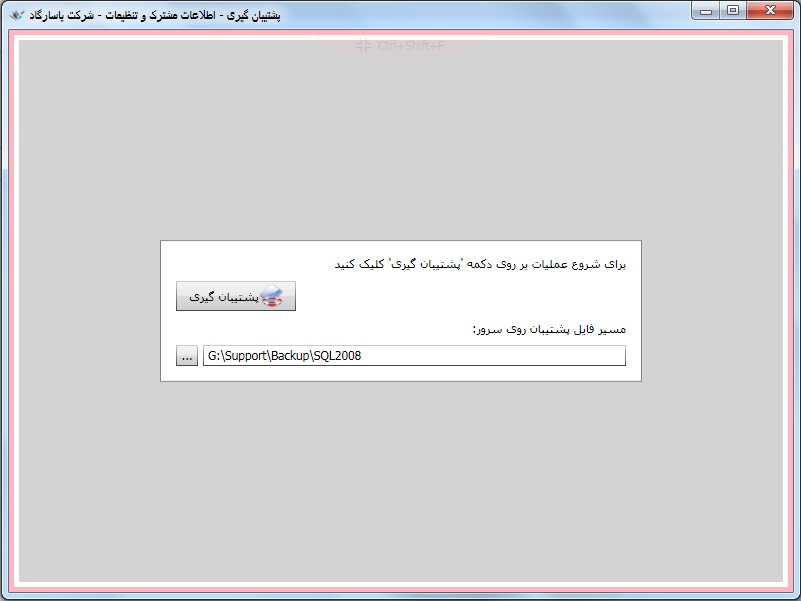 پشتیبان گیری - اطلاعات مشترک و تنظیمات - شرکت پاسارگاد
Ctrl+Shift+F
برای شروع عملیات بر روی دکمه 'پشتیبان گیری' کلیک کنید
پشتیبان گیری
مسیر فایل پشتیبان روی سرور:
...
G:\Support\Backup\SQL2008